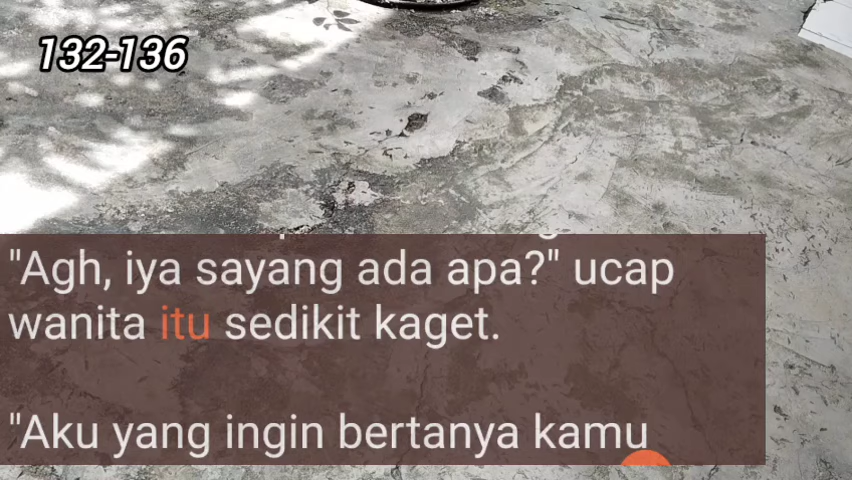 132-136
"Agh, iya sayang ada apa?" ucap
wanita itu sedikit kaget.
"Aku yang ingin bertanya kamu